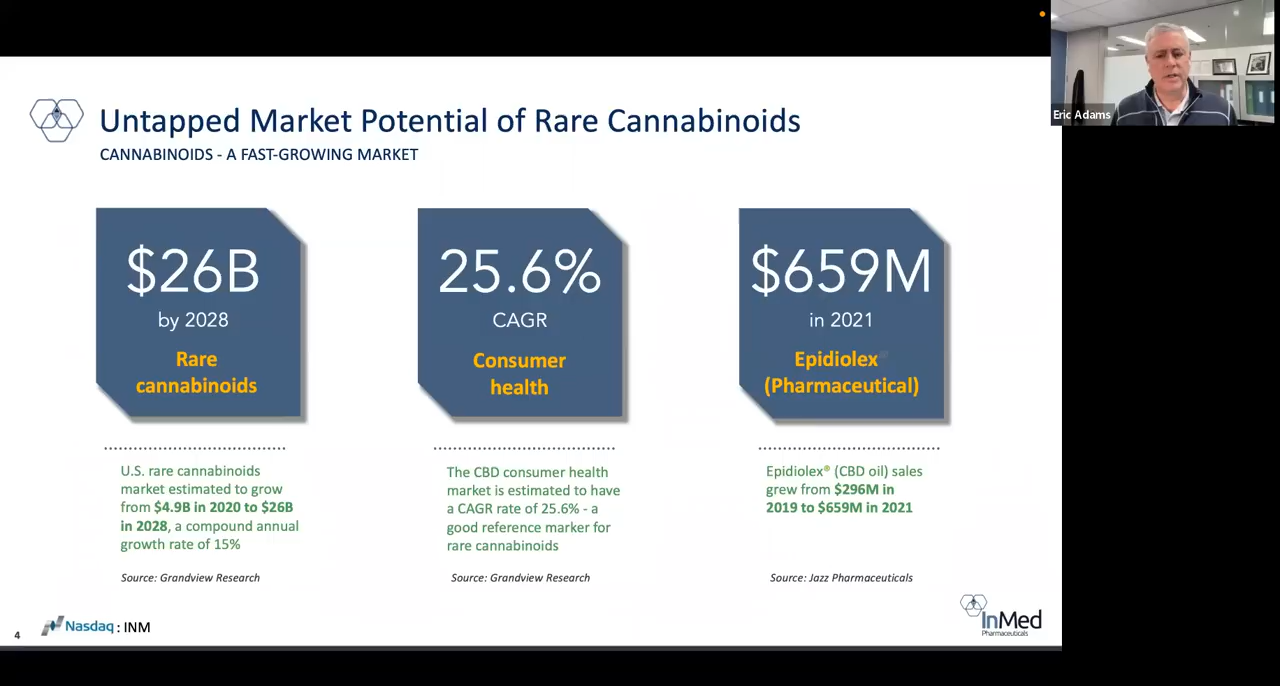 Eric Adams
Untapped Market Potential of Rare Cannabinoids
CANNABINOIDS - A FAST-GROWING MARKET
$26B
by 2028
Rare
cannabinoids
25.6%
CAGR
Consumer
health
$659M
in 2021
Epidiolex
(Pharmaceutical)
U.S. rare cannabinoids
market estimated to grow
from $4.9B in 2020 to $26B
in 2028, a compound annual
growth rate of 15%
Source: Grandview Research
The CBD consumer health
market is estimated to have
a CAGR rate of 25.6% - a
good reference marker for
rare cannabinoids
Source: Grandview Research
Epidiolex® (CBD oil) sales
grew from $296M in
2019 to $659M in 2021
Source: Jazz Pharmaceuticals
4
Nasdaq : INM
InMed
Pharmaceuticals